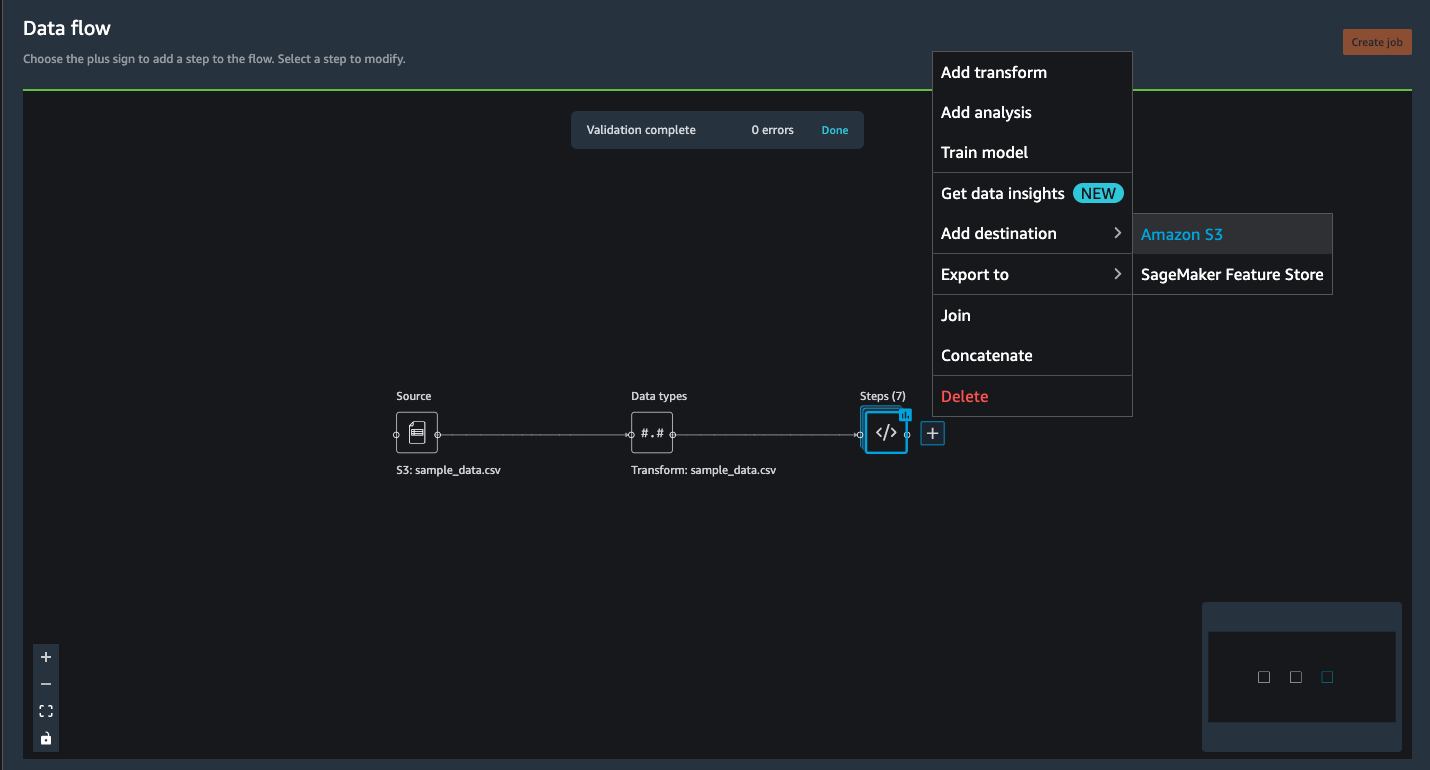 Data flow
Choose the plus sign to add a step to the flow. Select a step to modify.
Create job
Validation complete 0 errors Done
Add transform
Add analysis
Train model
Get data insights NEW
Add destination
Amazon S3
Export to
SageMaker Feature Store
Join
Concatenate
Delete
Source
Data types
Steps (7)
#.#
</>
S3: sample_data.csv
Transform: sample_data.csv